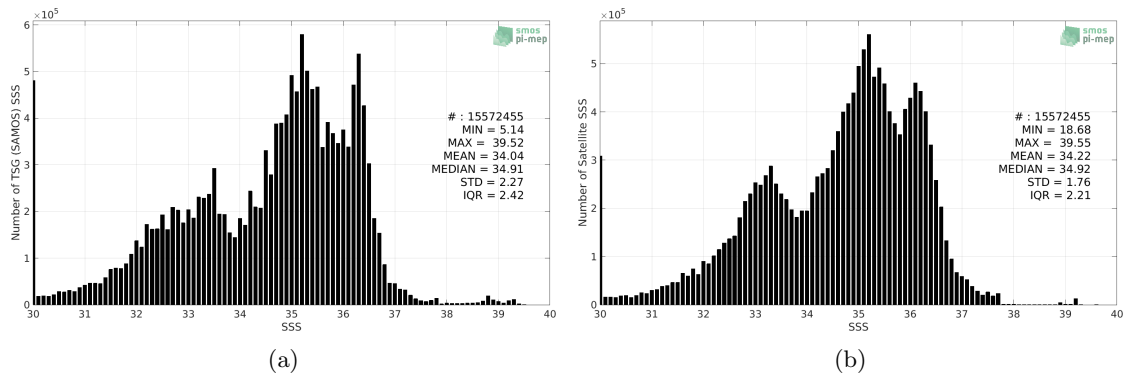 ×10⁵
smos
pi-mep
6
5
4
3
2
1
0
Number of TSG (SAMOS) SSS
# : 15572455
MIN = 5.14
MAX = 39.52
MEAN = 34.04
MEDIAN = 34.91
STD = 2.27
IQR = 2.42
30 31 32 33 34 35 36 37 38 39 40
SSS
(a)
×10⁵
smos
pi-mep
5
4
3
2
1
0
Number of Satellite SSS
# : 15572455
MIN = 18.68
MAX = 39.55
MEAN = 34.22
MEDIAN = 34.92
STD = 1.76
IQR = 2.21
30 31 32 33 34 35 36 37 38 39 40
SSS
(b)